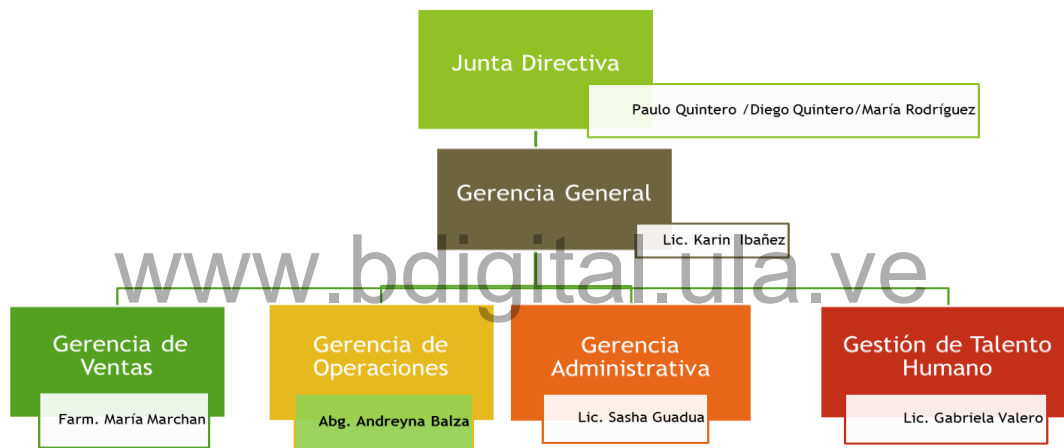 Junta Directiva
Paulo Quintero /Diego Quintero/María Rodríguez
Gerencia General
Lic. Karin Ibañez
www.bdigital.ula.ve
Gerencia de
Ventas
Farm. María Marchan
Gerencia de
Operaciones
Abg. Andreyna Balza
Gerencia
Administrativa
Lic. Sasha Guadua
Gestión de Talento
Humano
Lic. Gabriela Valero